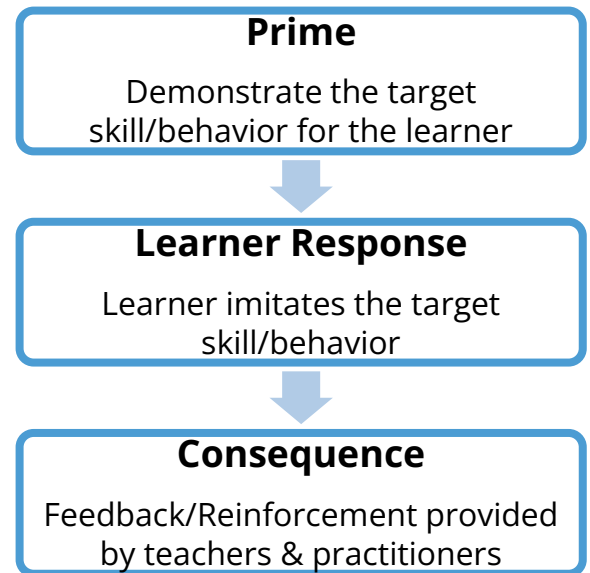 Prime
Demonstrate the target
skill/behavior for the learner
Learner Response
Learner imitates the target
skill/behavior
Consequence
Feedback/Reinforcement provided
by teachers & practitioners